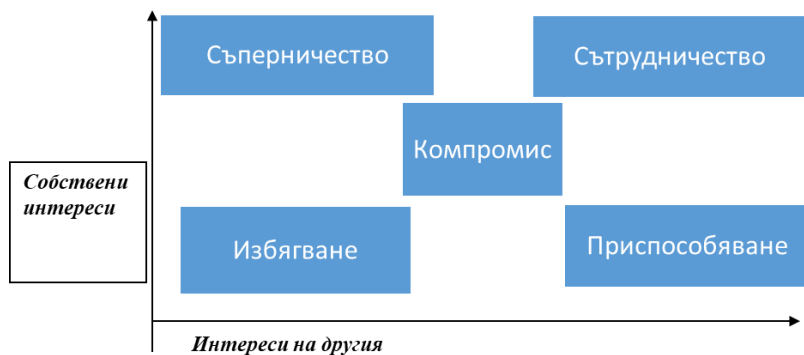 Съперничество
Сътрудничество
Компромис
Собствени
интереси
Избягване
Приспособяване
Интереси на другия